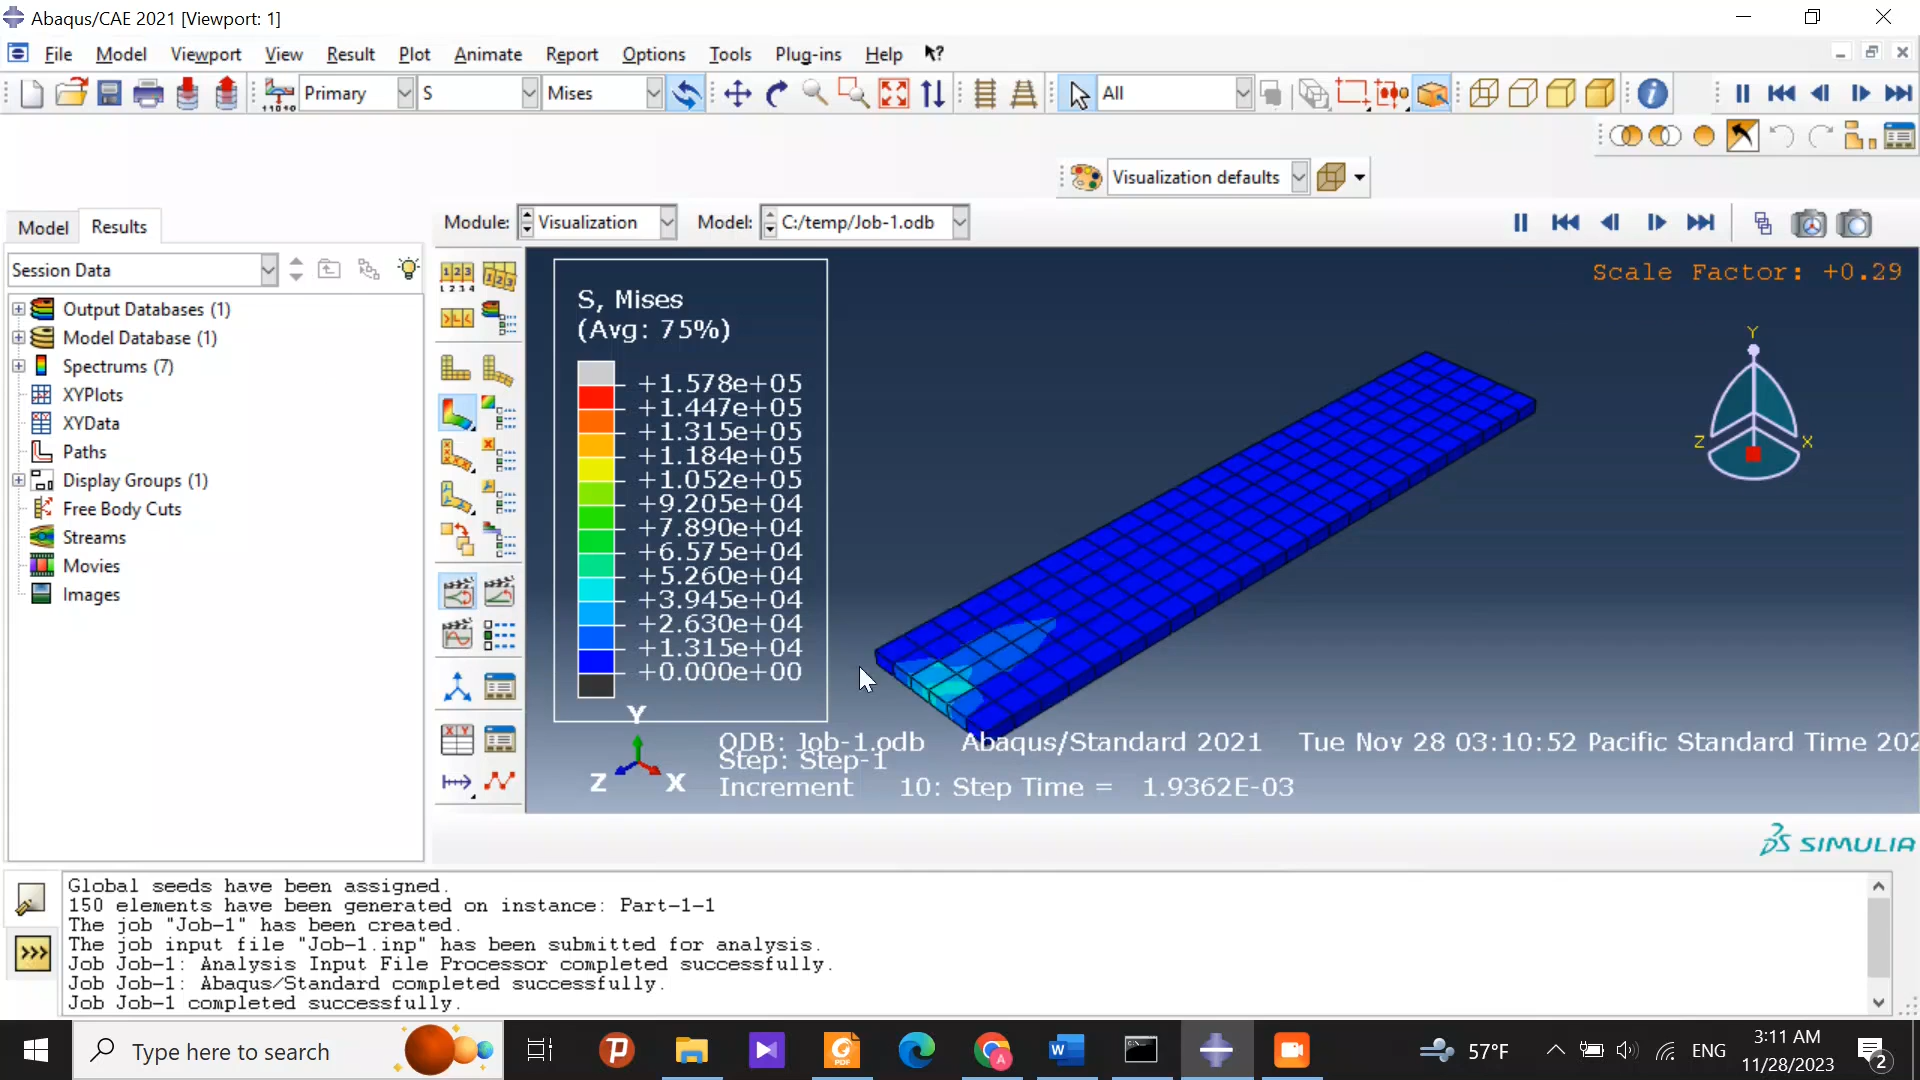 Abaqus/CAE 2021 [Viewport: 1]
File Model Viewport View Result Plot Animate Report Options Tools Plug-ins Help
Primary S Mises All
Visualization defaults
Model Results
Module: Visualization Model: C:/temp/Job-1.odb
Session Data
Output Databases (1)
Model Database (1)
Spectrums (7)
XYPlots
XYData
Paths
Display Groups (1)
Free Body Cuts
Streams
Movies
Images
Scale Factor: +0.29
S, Mises
(Avg: 75%)
+1.578e+05
+1.447e+05
+1.315e+05
+1.184e+05
+1.052e+05
+9.205e+04
+7.890e+04
+6.575e+04
+5.260e+04
+3.945e+04
+2.630e+04
+1.315e+04
+0.000e+00
Y
Z X
Y
Z X
ODB: Job-1.odb Abaqus/Standard 2021 Tue Nov 28 03:10:52 Pacific Standard Time 202
Step: Step-1
Increment 10: Step Time = 1.9362E-03
SIMULIA
Global seeds have been assigned.
150 elements have been generated on instance: Part-1-1
The job "Job-1" has been created.
The job input file "Job-1.inp" has been submitted for analysis.
Job Job-1: Analysis Input File Processor completed successfully.
Job Job-1: Abaqus/Standard completed successfully.
Job Job-1 completed successfully.
Type here to search
57°F
ENG
3:11 AM
11/28/2023
2